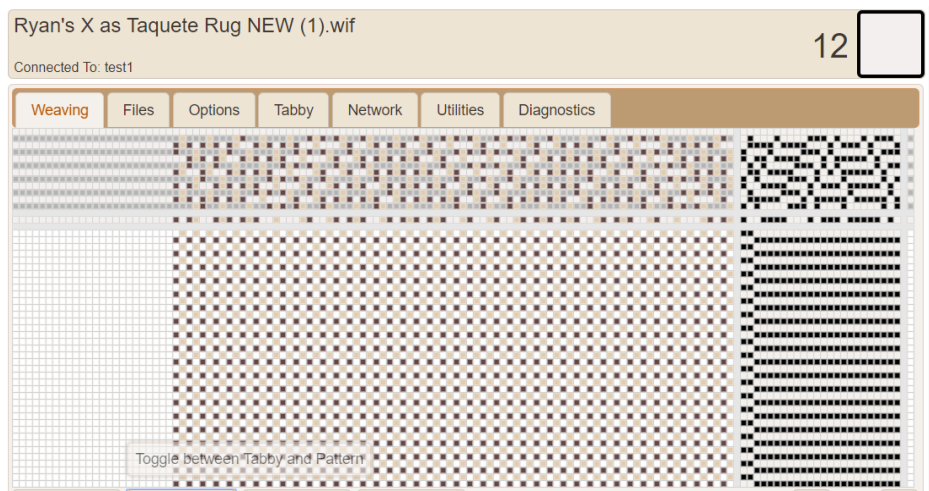 Ryan's X as Taquete Rug NEW (1).wif
12
Connected To: test1
Weaving Files Options Tabby Network Utilities Diagnostics
Toggle between Tabby and Pattern